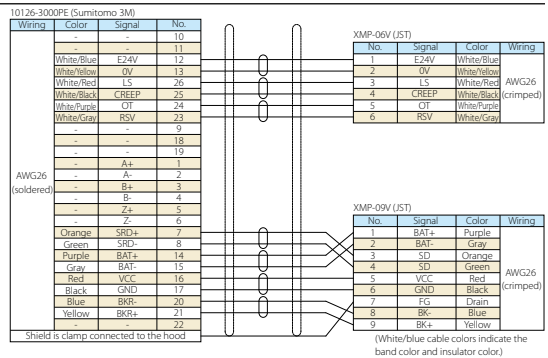 10126-3000PE (Sumitomo 3M)
Wiring Color Signal No.
- - 10
- - 11
White/Blue E24V 12
White/Yellow 0V 13
White/Red LS 26
White/Black CREEP 25
White/Purple OT 24
White/Gray RSV 23
- - 9
- - 18
- - 19
- A+ 1
AWG26
(soldered)
- A- 2
- B+ 3
- B- 4
- Z+ 5
- Z- 6
Orange SRD+ 7
Green SRD- 8
Purple BAT+ 14
Gray BAT- 15
Red VCC 16
Black GND 17
Blue BKR- 20
Yellow BKR+ 21
- - 22
Shield is clamp connected to the hood
XMP-06V (JST)
No. Signal Color Wiring
1 E24V White/Blue
2 0V White/Yellow
3 LS White/Red
4 CREEP White/Black
5 OT White/Purple
6 RSV White/Gray
AWG26
(crimped)
XMP-09V (JST)
No. Signal Color Wiring
1 BAT+ Purple
2 BAT- Gray
3 SD Orange
4 SD Green
5 VCC Red
6 GND Black
7 FG Drain
8 BK- Blue
9 BK+ Yellow
AWG26
(crimped)
(White/blue cable colors indicate the
band color and insulator color.)